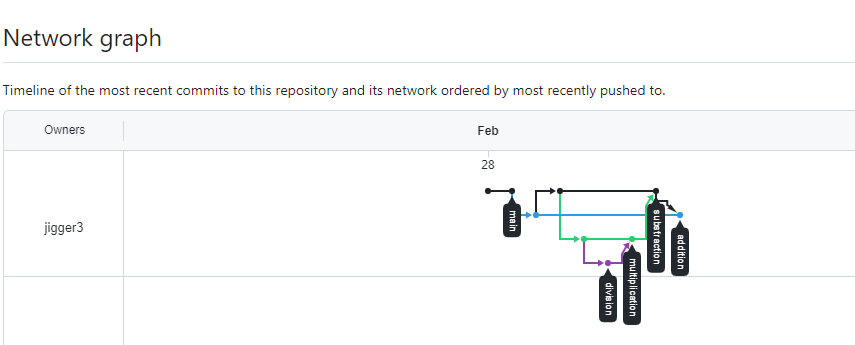 Network graph
Timeline of the most recent commits to this repository and its network ordered by most recently pushed to.
Owners
Feb
28
jigger3
main
substraction
addition
multiplication
division